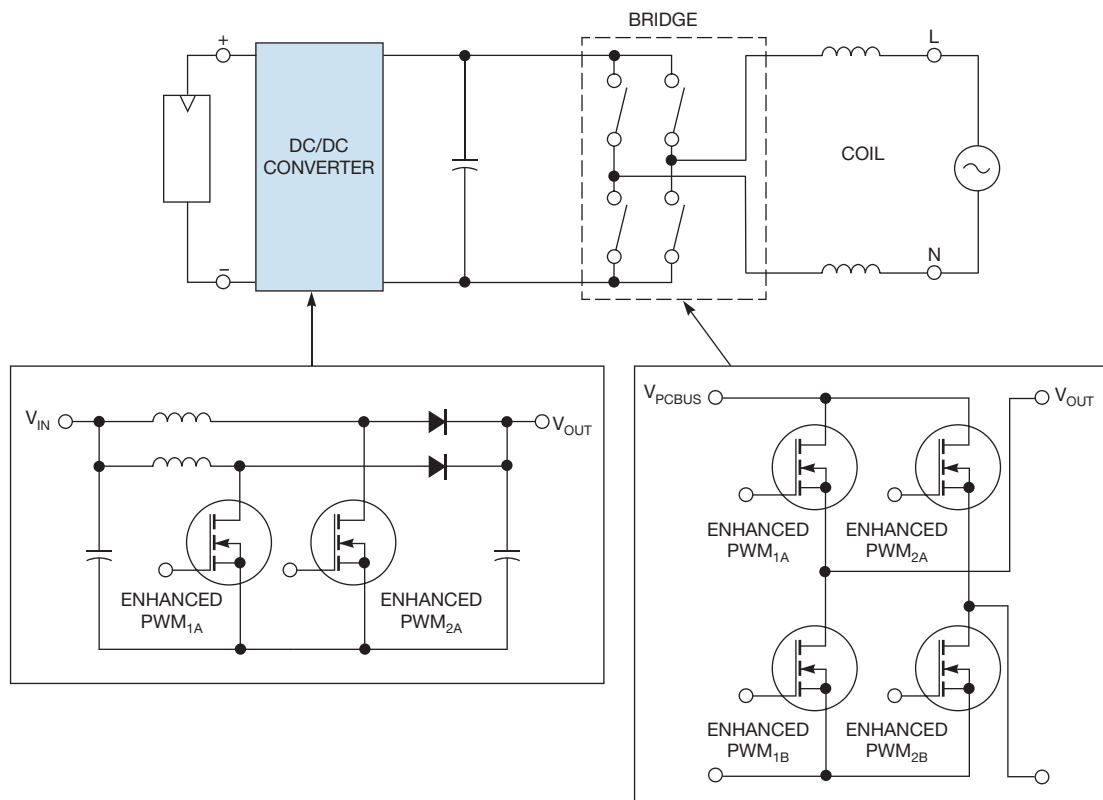 BRIDGE
+
L
DC/DC
CONVERTER
COIL
−
N
V_IN
V_OUT
ENHANCED
PWM_1A
ENHANCED
PWM_2A
V_PCBUS
V_OUT
ENHANCED
PWM_1A
ENHANCED
PWM_2A
ENHANCED
PWM_1B
ENHANCED
PWM_2B